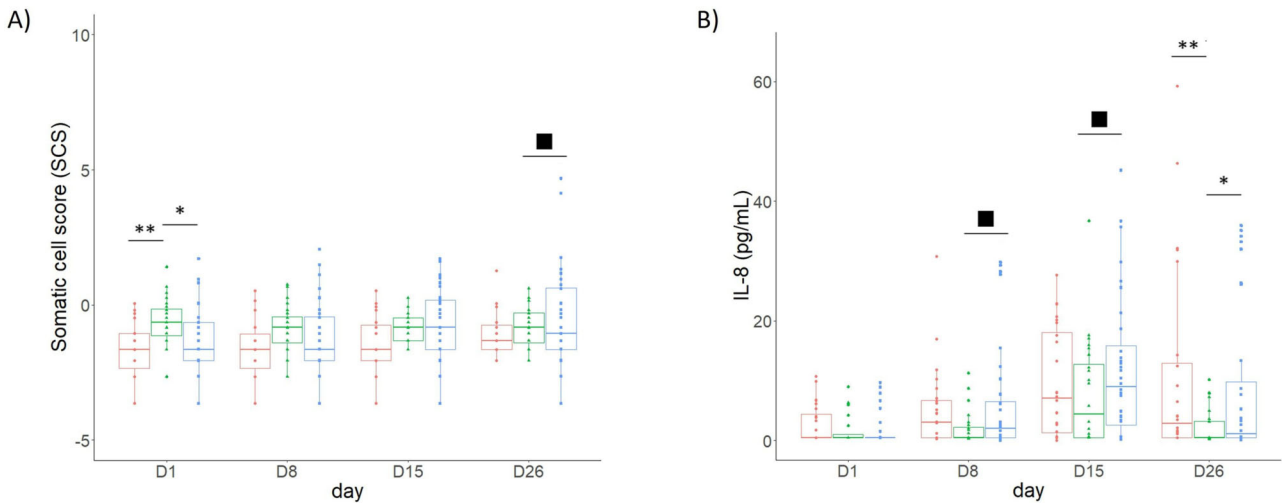 A)
10
5
0
-5
Somatic cell score (SCS)
**
*
■
D1 D8 D15 D26
day
B)
60
40
20
0
IL-8 (pg/mL)
■
■
**
*
D1 D8 D15 D26
day